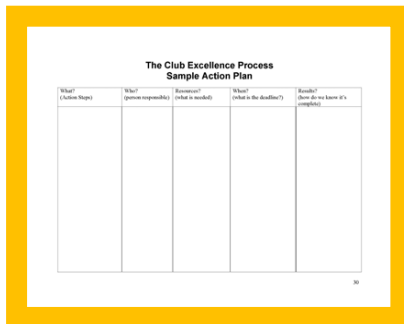 The Club Excellence Process
Sample Action Plan
What?
(Action Steps)
Who?
(person responsible)
Resources?
(what is needed)
When?
(what is the deadline?)
Results?
(how do we know it's
complete)
30